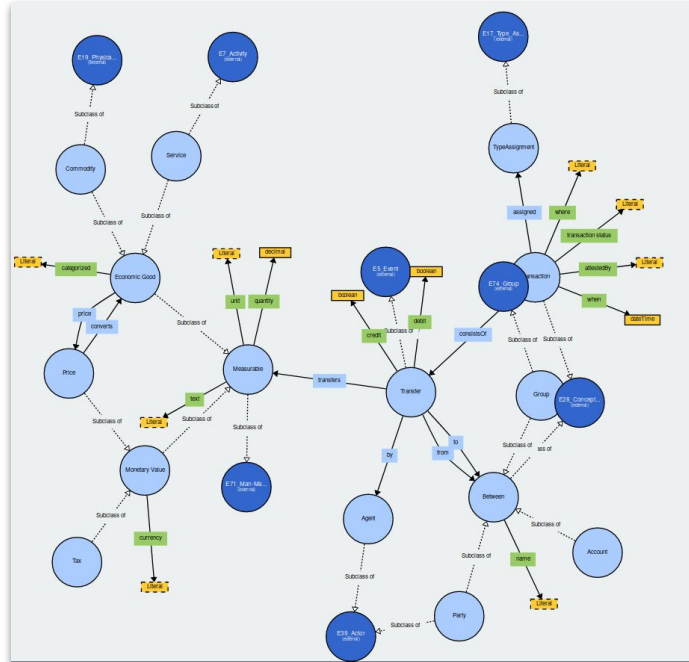 E17_Type_As...
(external)
E19_Physica...
(external)
E7_Activity
(external)
Subclass of
Subclass of
Subclass of
Commodity
Service
TypeAssignment
Literal
Subclass of
Subclass of
assigned
where
Literal
transaction status
Literal
categorized
Economic Good
Literal
decimal
E5_Event
(external)
boolean
attestedBy
Literal
E74_Group
(external)
unit
quantity
boolean
when
dateTime
price
converts
Subclass of
credit
debit
Subclass of
consistsOf
Subclass of
Subclass of
Price
Measurable
transfers
Transfer
text
Group
E28_Concept...
(external)
Subclass of
Literal
Subclass of
to
from
by
Subclass of
Monetary Value
Subclass of
E71_Man-Ma...
(external)
Between
Agent
Subclass of
currency
Subclass of
Subclass of
name
Account
Tax
Subclass of
Literal
Literal
Party
E39_Actor
(external)
Subclass of